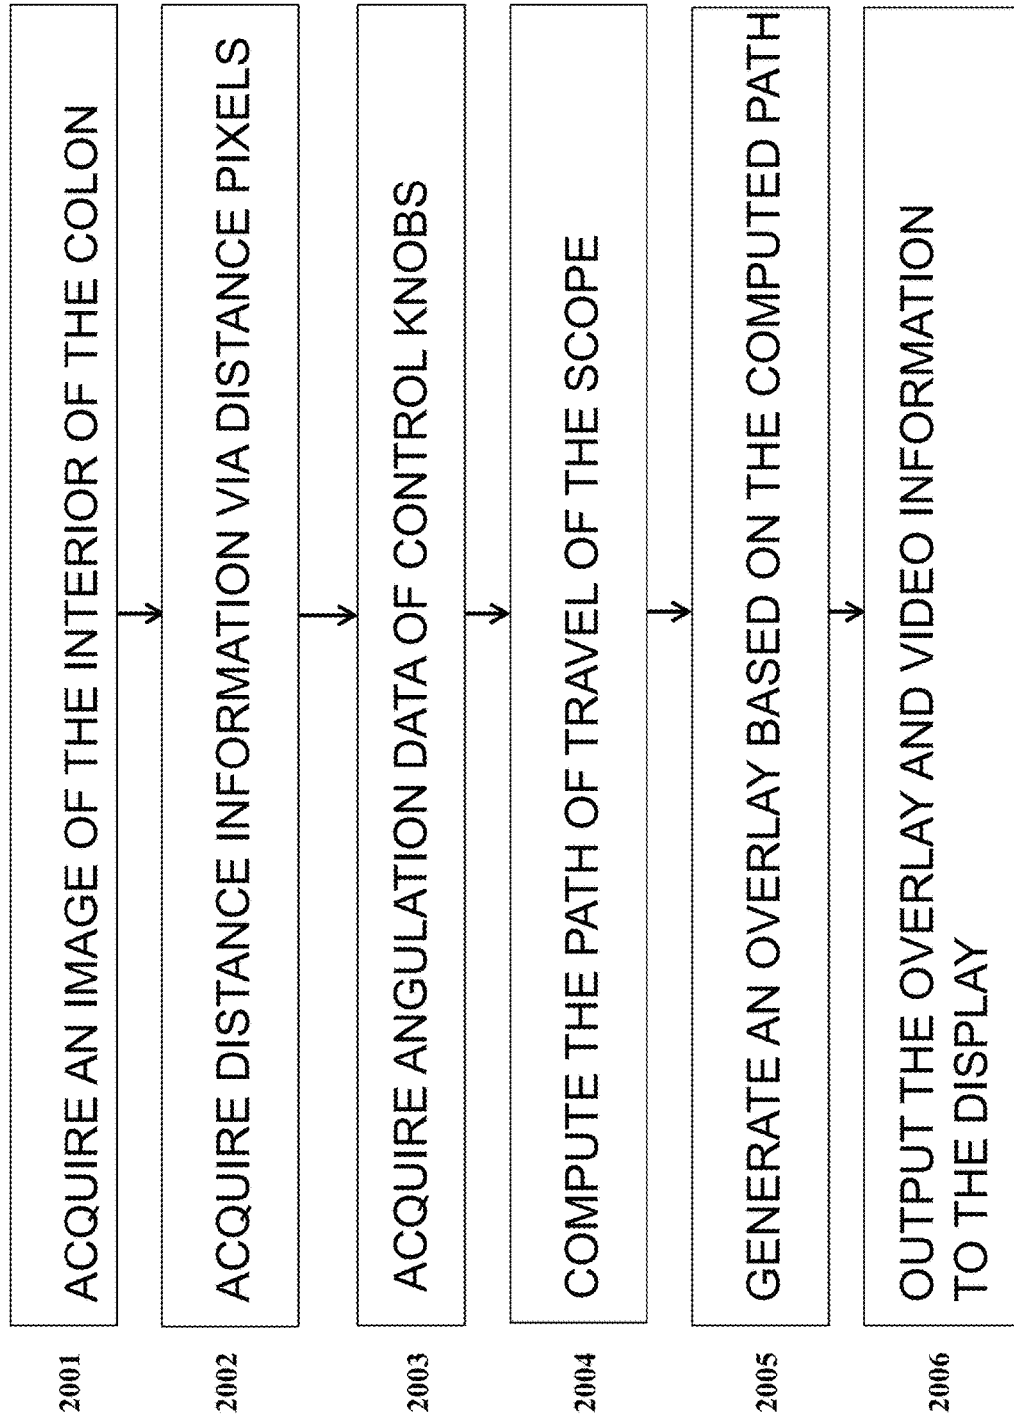 2001
ACQUIRE AN IMAGE OF THE INTERIOR OF THE COLON
2002
ACQUIRE DISTANCE INFORMATION VIA DISTANCE PIXELS
2003
ACQUIRE ANGULATION DATA OF CONTROL KNOBS
2004
COMPUTE THE PATH OF TRAVEL OF THE SCOPE
2005
GENERATE AN OVERLAY BASED ON THE COMPUTED PATH
2006
OUTPUT THE OVERLAY AND VIDEO INFORMATION
TO THE DISPLAY